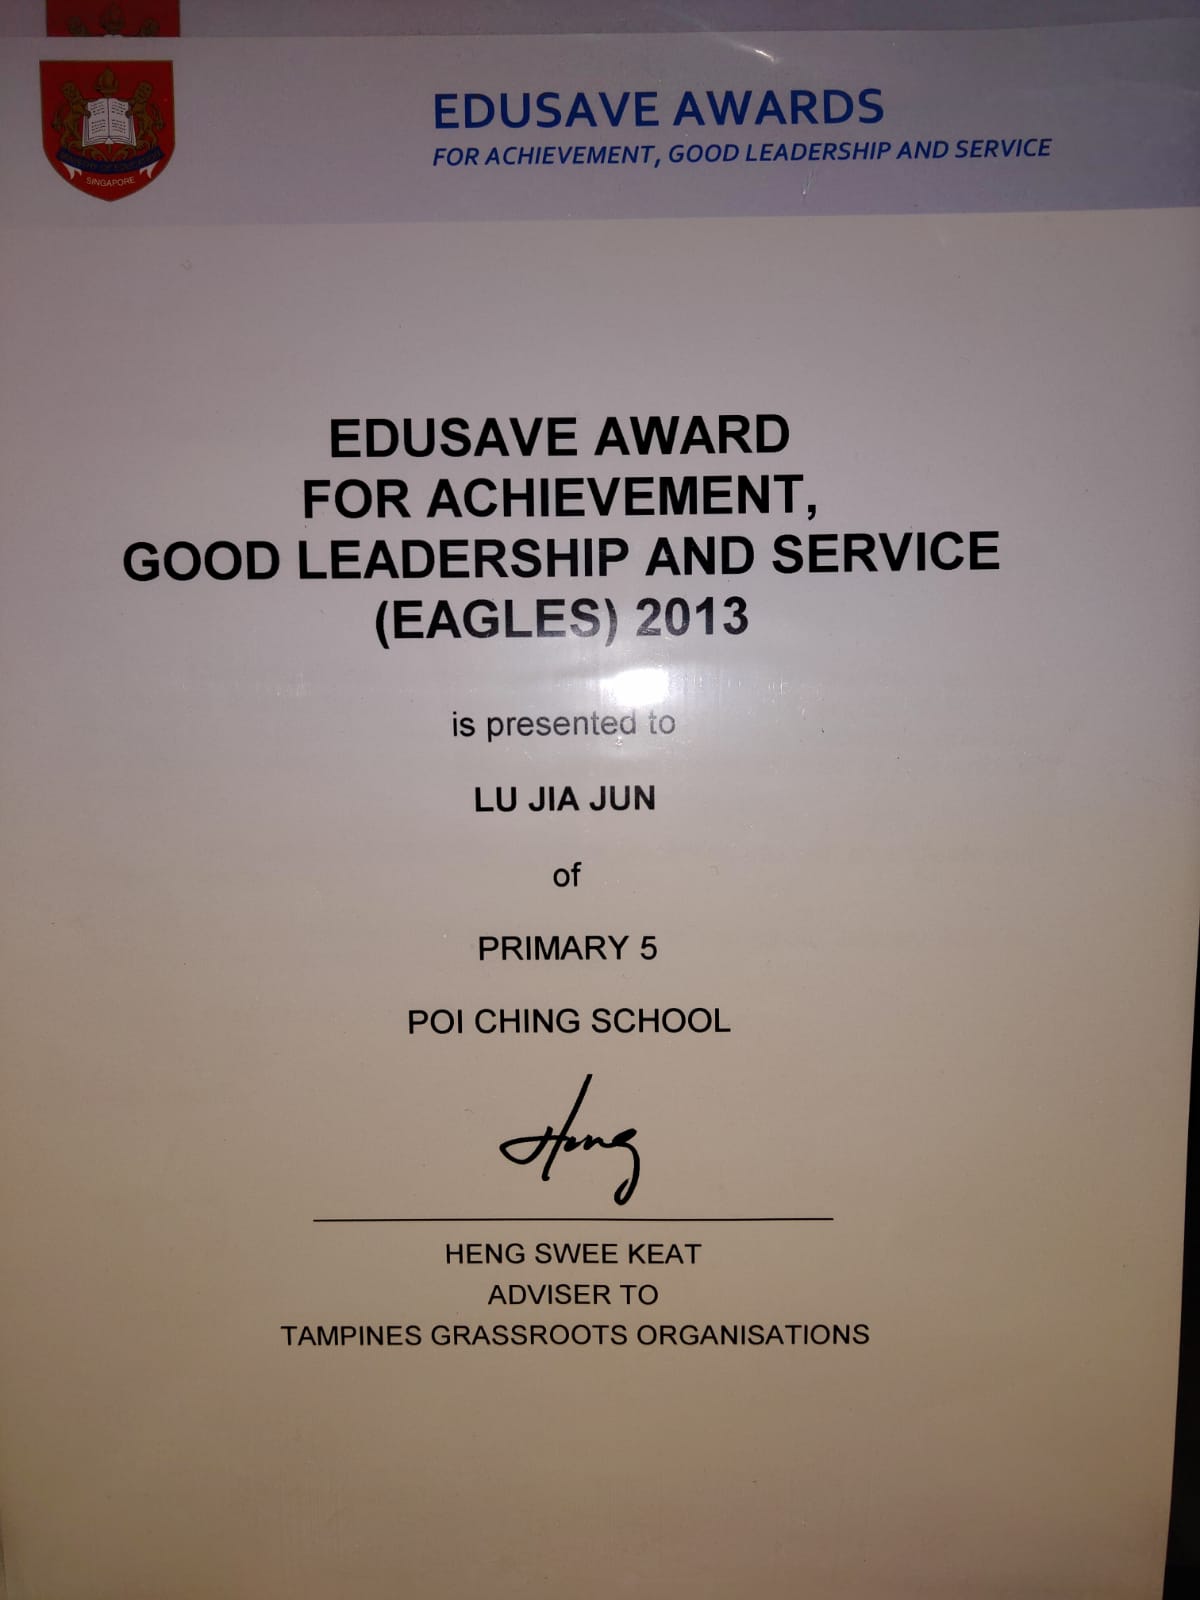 SINGAPORE
EDUSAVE AWARDS
FOR ACHIEVEMENT, GOOD LEADERSHIP AND SERVICE
EDUSAVE AWARD
FOR ACHIEVEMENT,
GOOD LEADERSHIP AND SERVICE
(EAGLES) 2013
is presented to
LU JIA JUN
of
PRIMARY 5
POI CHING SCHOOL
Heng
HENG SWEE KEAT
ADVISER TO
TAMPINES GRASSROOTS ORGANISATIONS